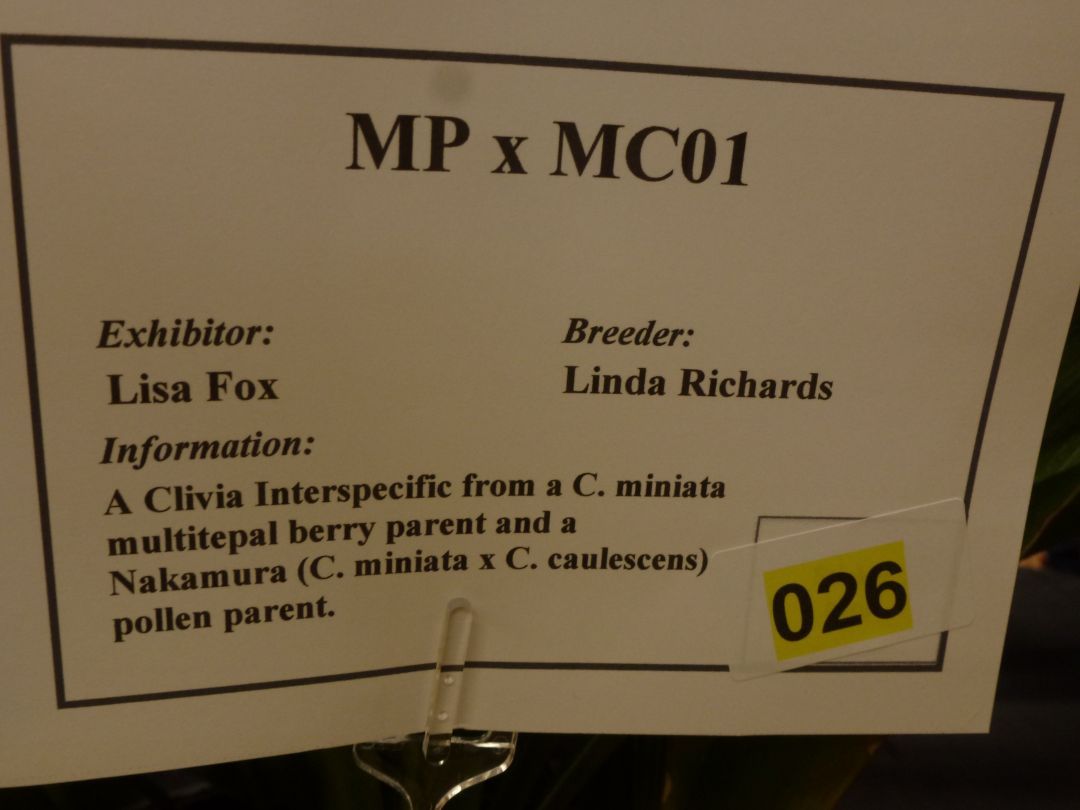 MP x MC01
Exhibitor:
Lisa Fox
Breeder:
Linda Richards
Information:
A Clivia Interspecific from a C. miniata
multitepal berry parent and a
Nakamura (C. miniata x C. caulescens)
pollen parent.
026